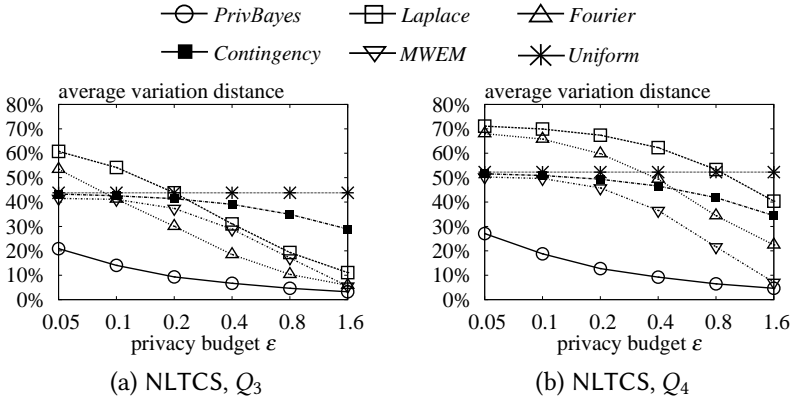 PrivBayes Laplace Fourier
Contingency MWEM Uniform
average variation distance
80%
70%
60%
50%
40%
30%
20%
10%
0%
0.05 0.1 0.2 0.4 0.8 1.6
privacy budget ε
(a) NLTCS, Q3
average variation distance
80%
70%
60%
50%
40%
30%
20%
10%
0%
0.05 0.1 0.2 0.4 0.8 1.6
privacy budget ε
(b) NLTCS, Q4